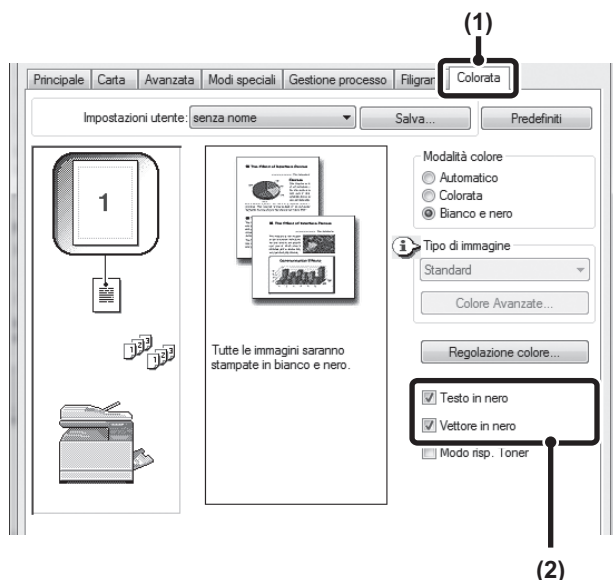 (1)
Principale Carta Avanzata Modi speciali Gestione processo Filigran Colorata
Impostazioni utente: senza nome Salva... Predefiniti
1
Modalità colore
Automatico
Colorata
Bianco e nero
Tipo di immagine
Standard
Colore Avanzate...
Tutte le immagini saranno
stampate in bianco e nero.
Regolazione colore...
Testo in nero
Vettore in nero
Modo risp. Toner
(2)